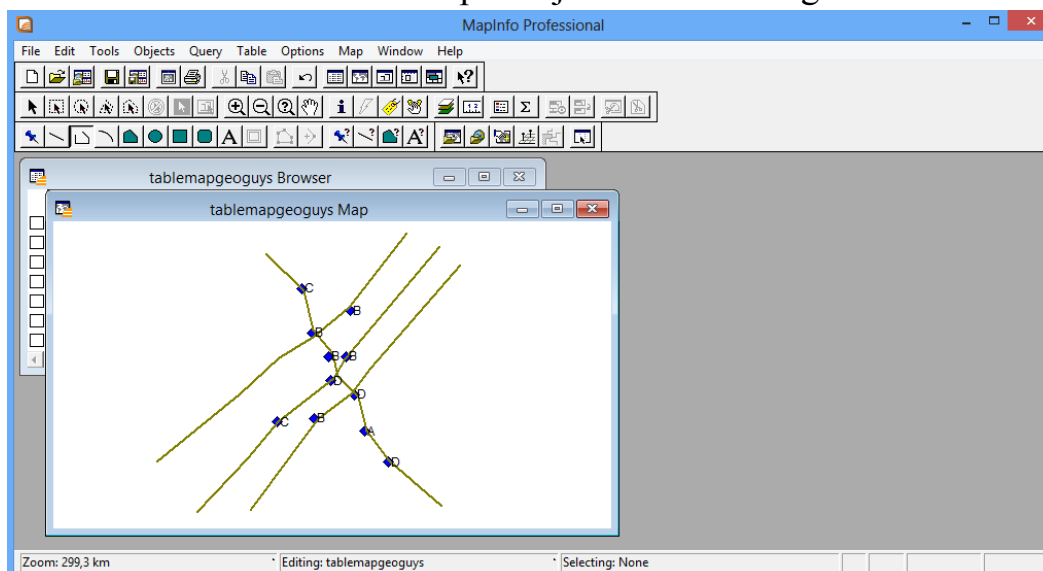 MapInfo Professional
File Edit Tools Objects Query Table Options Map Window Help
tablemapgeoguys Browser
tablemapgeoguys Map
C
B
B
B B
D
D
C B
A
D
Zoom: 299,3 km Editing: tablemapgeoguys Selecting: None